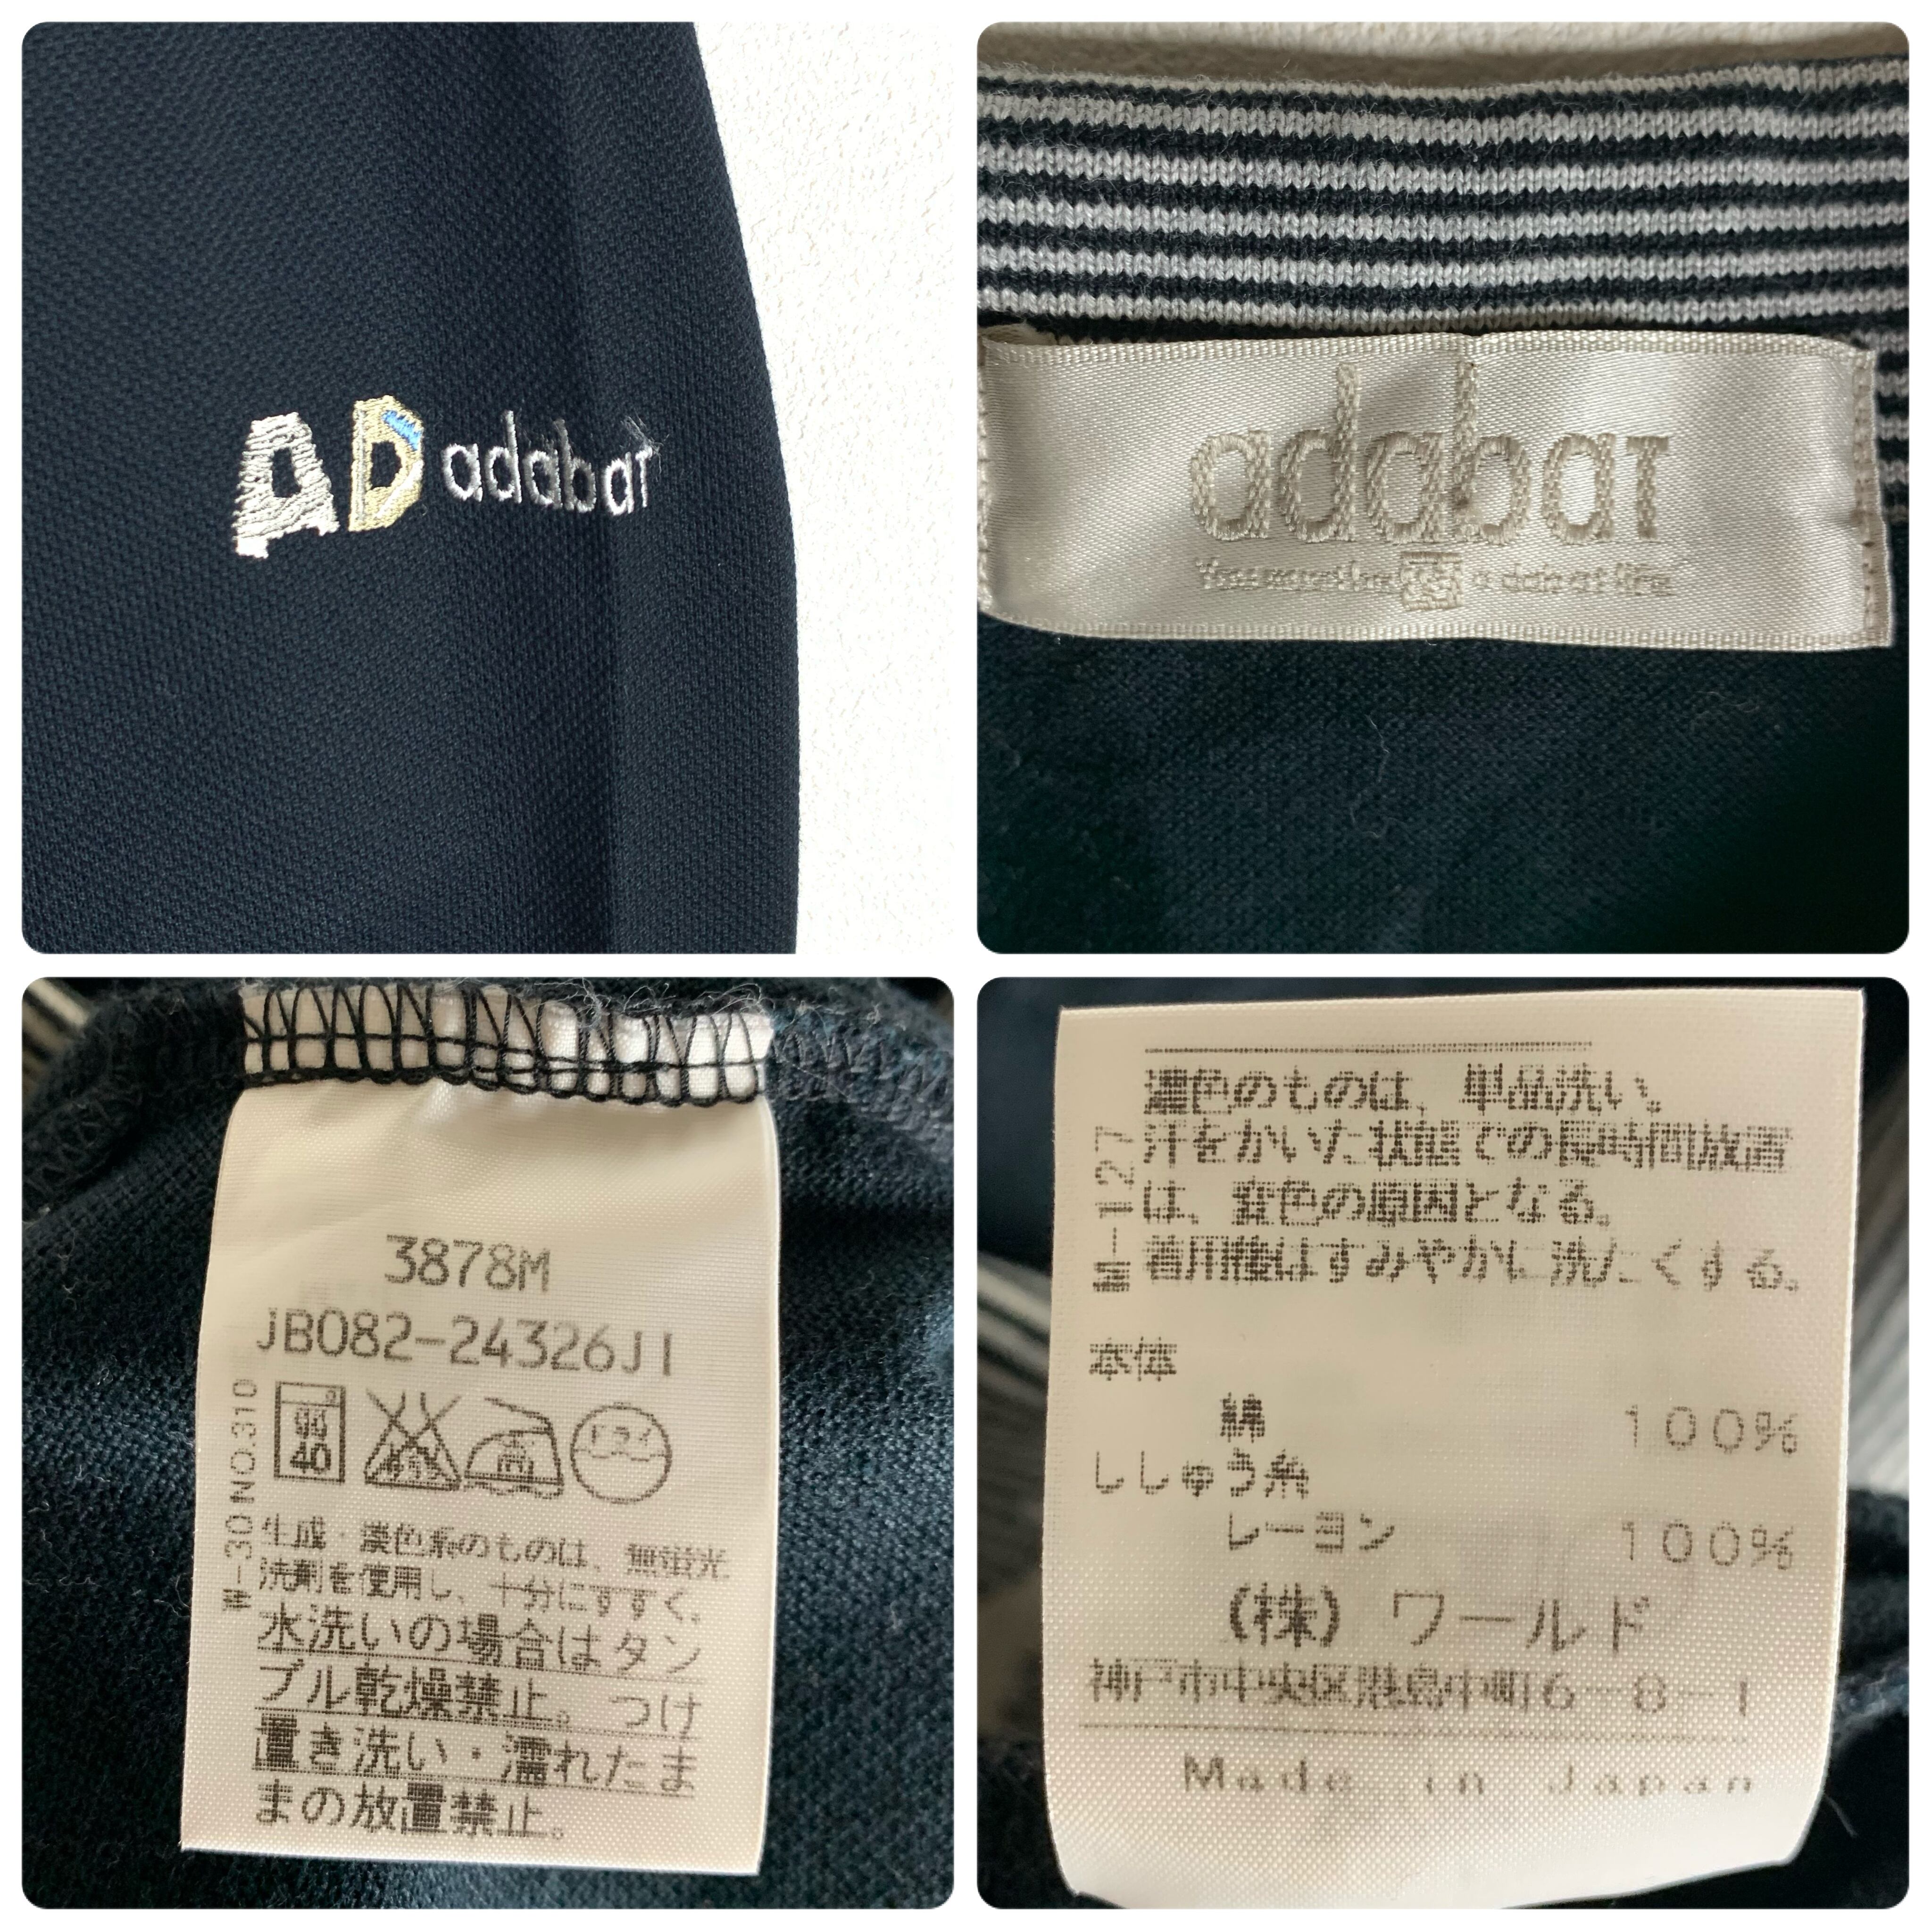 AD adabat
adabat
3878M
JB082-24326J1
40
ドライ
W-30 NO.310
生成・淡色系のものは、無蛍光
洗剤を使用し、十分にすすぐ。
水洗いの場合はタン
ブル乾燥禁止。つけ
置き洗い・濡れたま
まの放置禁止。
濃色のものは、単品洗い。
汗をかいた状態での長時間放置
は、変色の原因となる。
着用後はすみやかに洗たくする。
本体
綿 100%
ししゅう糸
レーヨン 100%
(株) ワールド
神戸市中央区港島中町6-8-1
Made in Japan